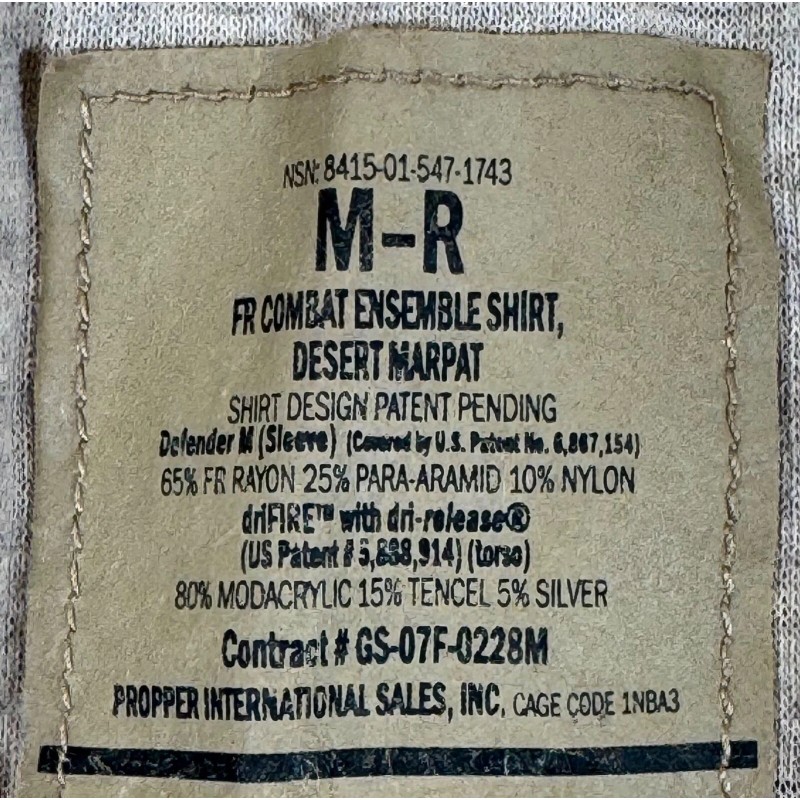 NSN: 8415-01-547-1743
M-R
FR COMBAT ENSEMBLE SHIRT,
DESERT MARPAT
SHIRT DESIGN PATENT PENDING
Defender M (Sleeve) (Covered by U.S. Patent No. 6,867,154)
65% FR RAYON 25% PARA-ARAMID 10% NYLON
driFIRE™ with dri-release®
(US Patent # 5,888,914) (torso)
80% MODACRYLIC 15% TENCEL 5% SILVER
Contract # GS-07F-0228M
PROPPER INTERNATIONAL SALES, INC. CAGE CODE 1NBA3